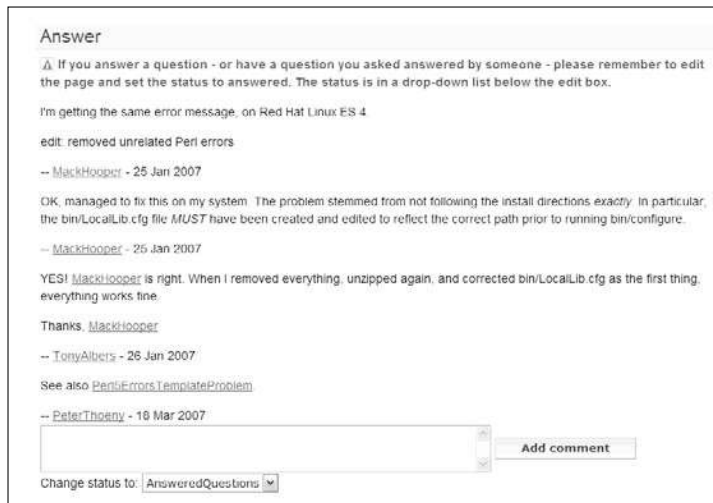 Answer
⚠ If you answer a question - or have a question you asked answered by someone - please remember to edit
the page and set the status to answered. The status is in a drop-down list below the edit box.
I'm getting the same error message, on Red Hat Linux ES 4
edit: removed unrelated Perl errors
-- MackHooper - 25 Jan 2007
OK, managed to fix this on my system. The problem stemmed from not following the install directions exactly. In particular,
the bin/LocalLib.cfg file MUST have been created and edited to reflect the correct path prior to running bin/configure.
-- MackHooper - 25 Jan 2007
YES! MackHooper is right. When I removed everything, unzipped again, and corrected bin/LocalLib.cfg as the first thing,
everything works fine
Thanks, MackHooper
-- TonyAlbers - 26 Jan 2007
See also Perl5ErrorsTemplateProblem
-- PeterThoeny - 18 Mar 2007
Add comment
Change status to: AnsweredQuestions